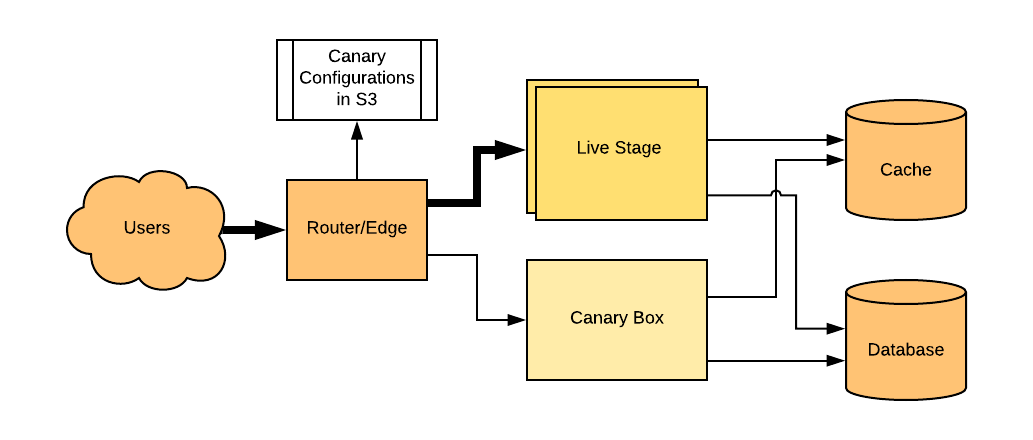 Canary
Configurations
in S3
Live Stage
Cache
Users
Router/Edge
Canary Box
Database